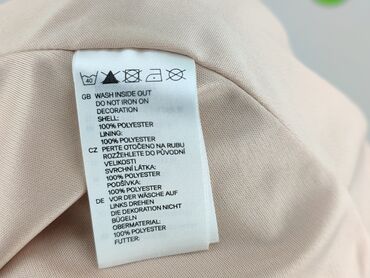 40
GB WASH INSIDE OUT
DO NOT IRON ON
DECORATION
SHELL:
100% POLYESTER
LINING:
100% POLYESTER
CZ PERTE OTOČENO NA RUBU
ROZŽEHLETE DO PŮVODNÍ
VELIKOSTI
SVRCHNÍ LÁTKA:
100% POLYESTER
PODŠÍVKA:
100% POLYESTER
DE VOR DER WÄSCHE AUF
LINKS DREHEN
DIE DEKORATION NICHT
BÜGELN
OBERMATERIAL:
100% POLYESTER
FUTTER: